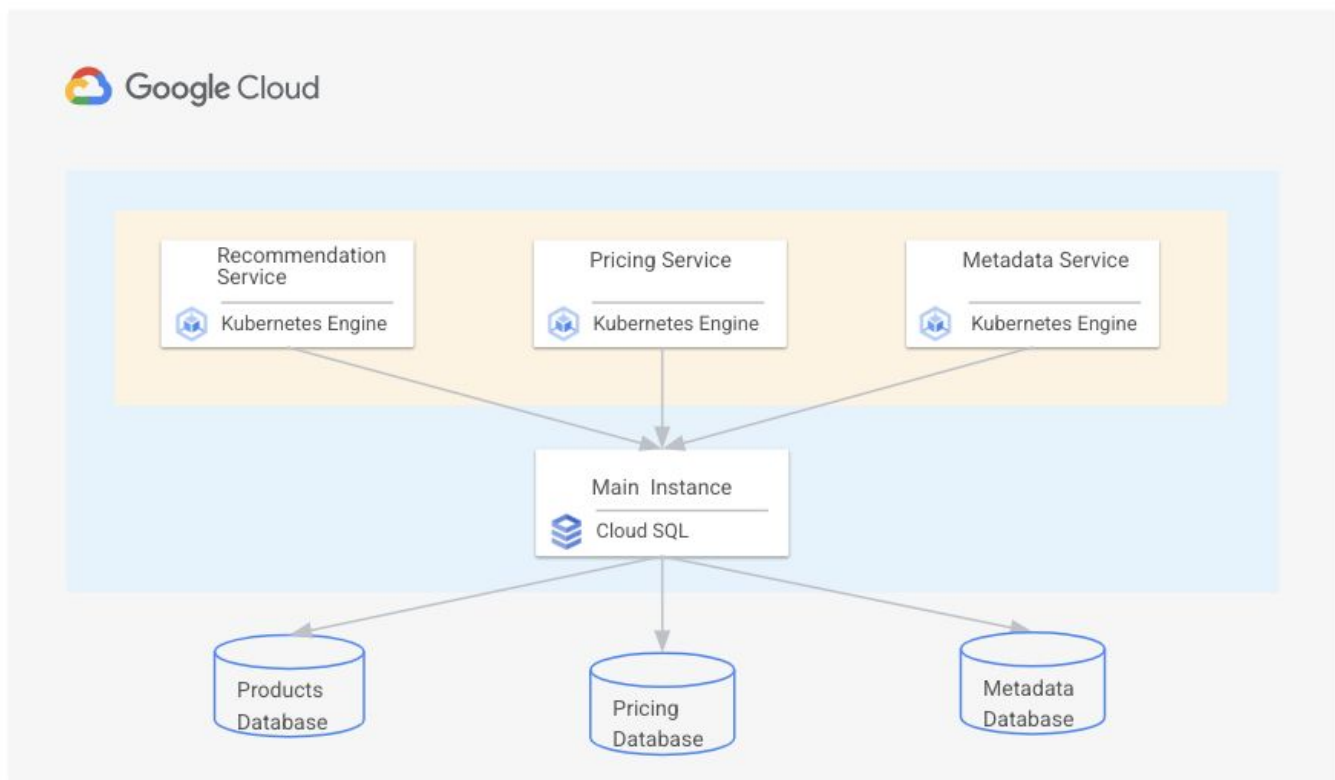 Google Cloud
Recommendation
Service
Kubernetes Engine
Pricing Service
Kubernetes Engine
Metadata Service
Kubernetes Engine
Main Instance
Cloud SQL
Products
Database
Pricing
Database
Metadata
Database